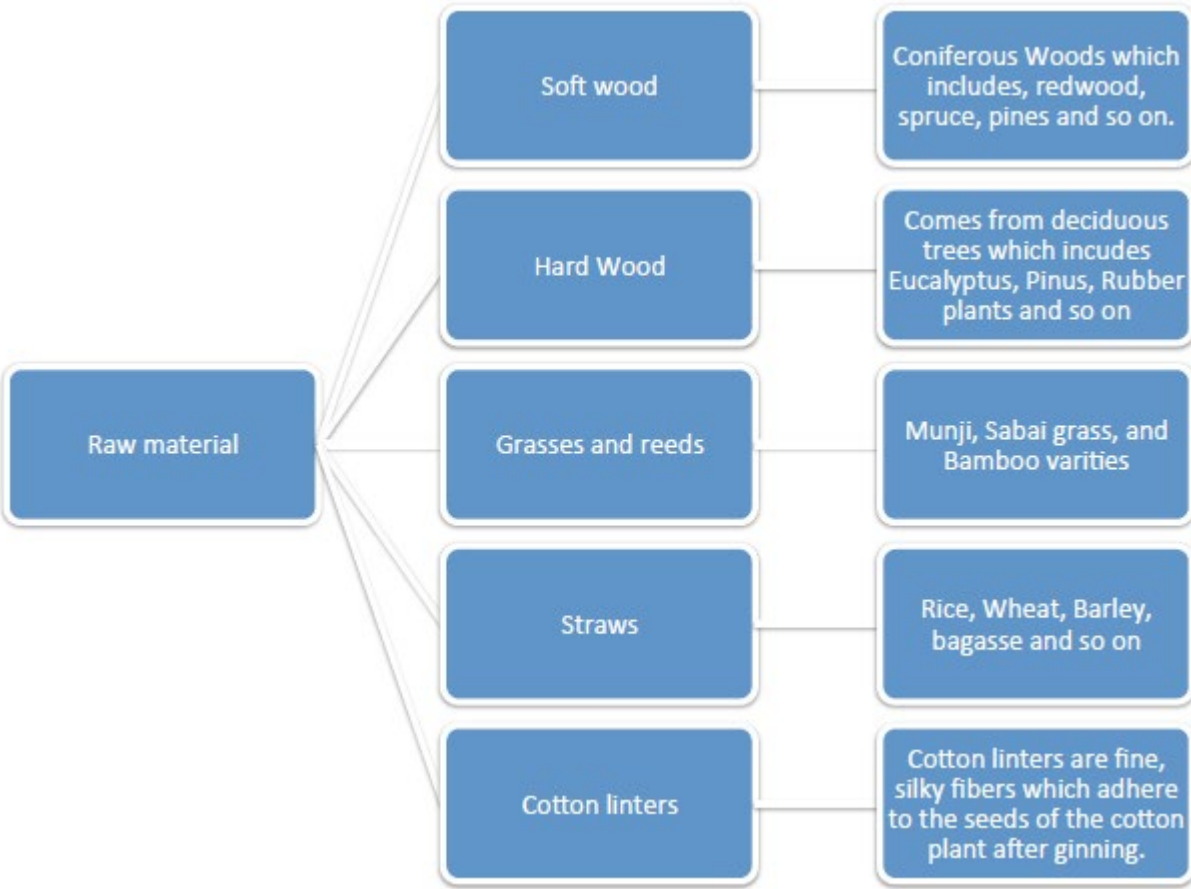 Soft wood
Coniferous Woods which
includes, redwood,
spruce, pines and so on.
Hard Wood
Comes from deciduous
trees which incudes
Eucalyptus, Pinus, Rubber
plants and so on
Raw material
Grasses and reeds
Munji, Sabai grass, and
Bamboo varities
Straws
Rice, Wheat, Barley,
bagasse and so on
Cotton linters
Cotton linters are fine,
silky fibers which adhere
to the seeds of the cotton
plant after ginning.